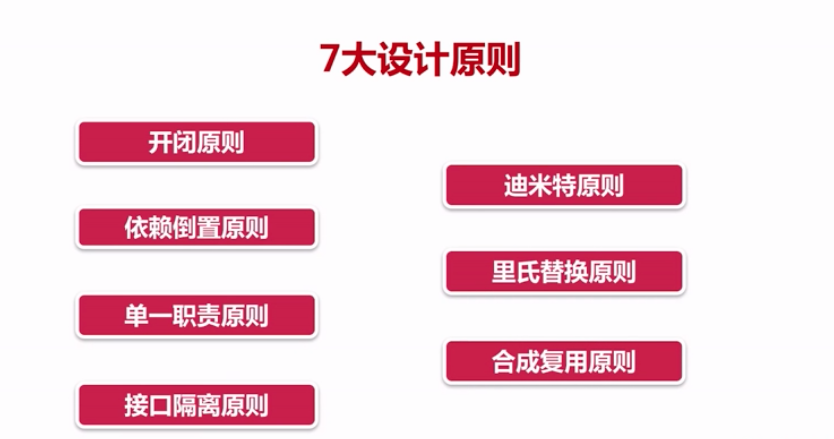 7大设计原则
开闭原则
依赖倒置原则
单一职责原则
接口隔离原则
迪米特原则
里氏替换原则
合成复用原则